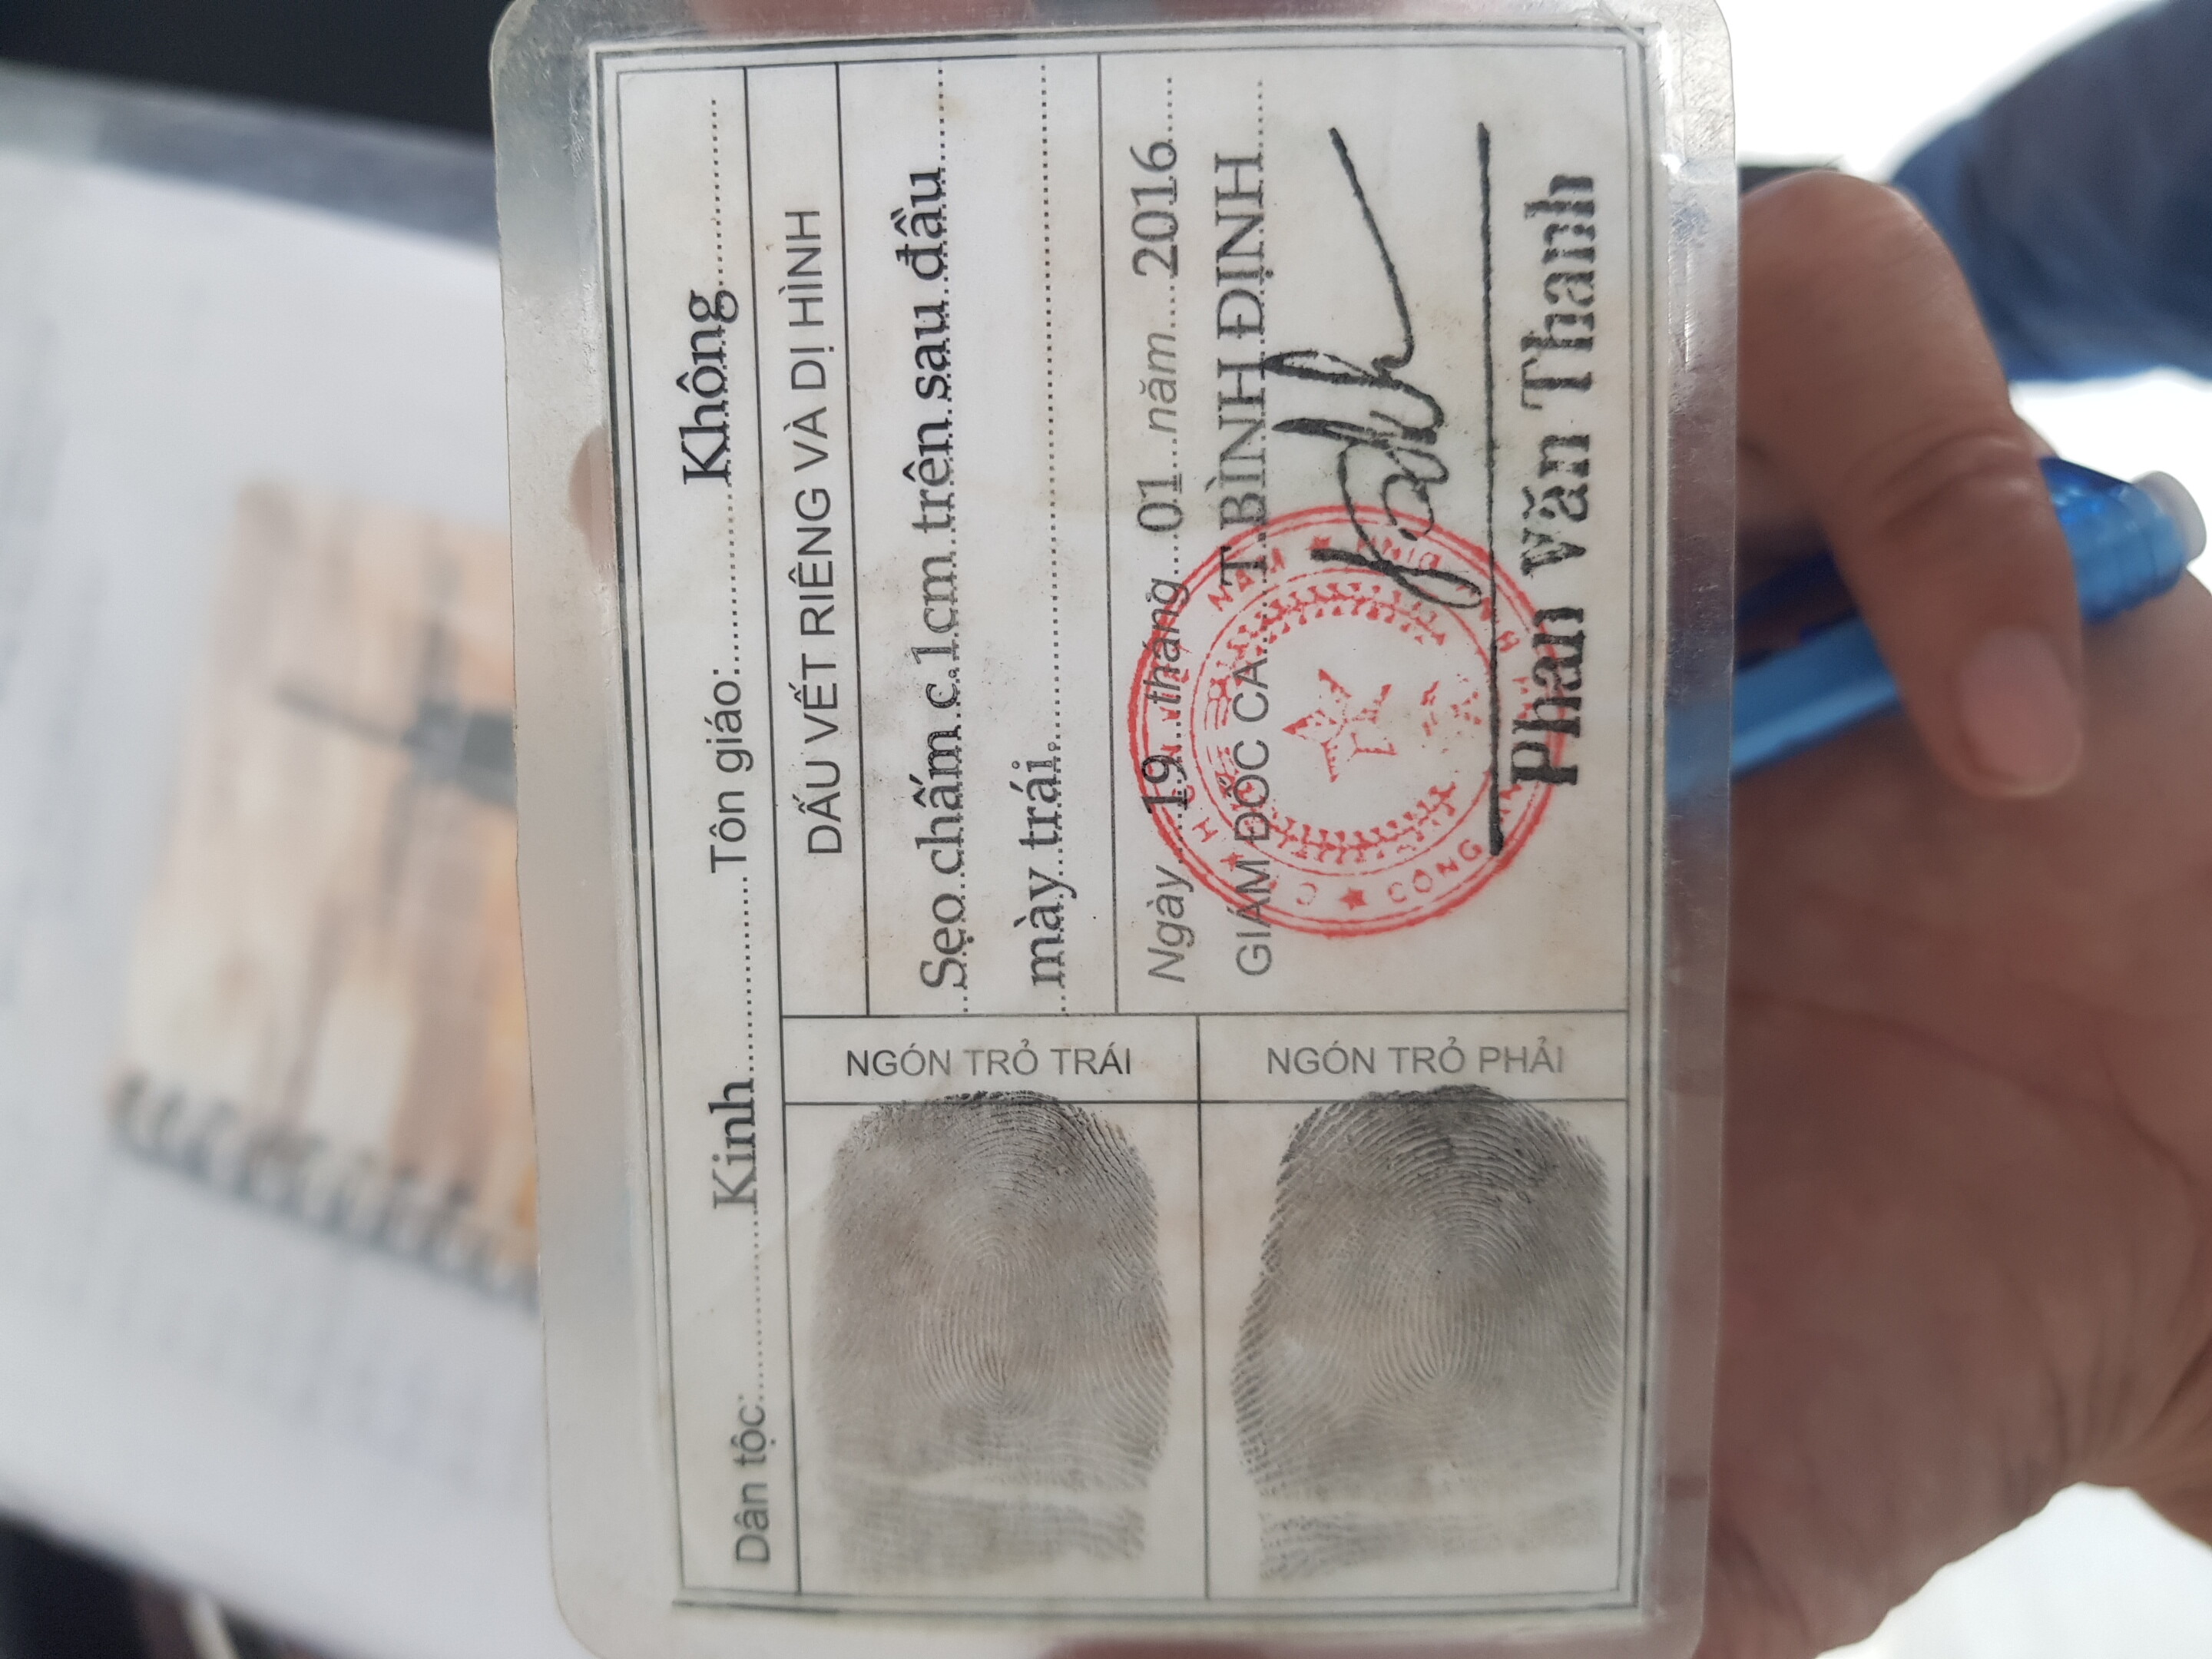 Dân tộc: Kinh Tôn giáo: Không
DẤU VẾT RIÊNG VÀ DỊ HÌNH
Sẹo chấm c.1cm trên sau đầu
mày trái.
Ngày 19 tháng 01 năm 2016
GIÁM ĐỐC CA T.BÌNH ĐỊNH
CÔNG
NAM
Phan Văn Thanh
NGÓN TRỎ TRÁI
NGÓN TRỎ PHẢI